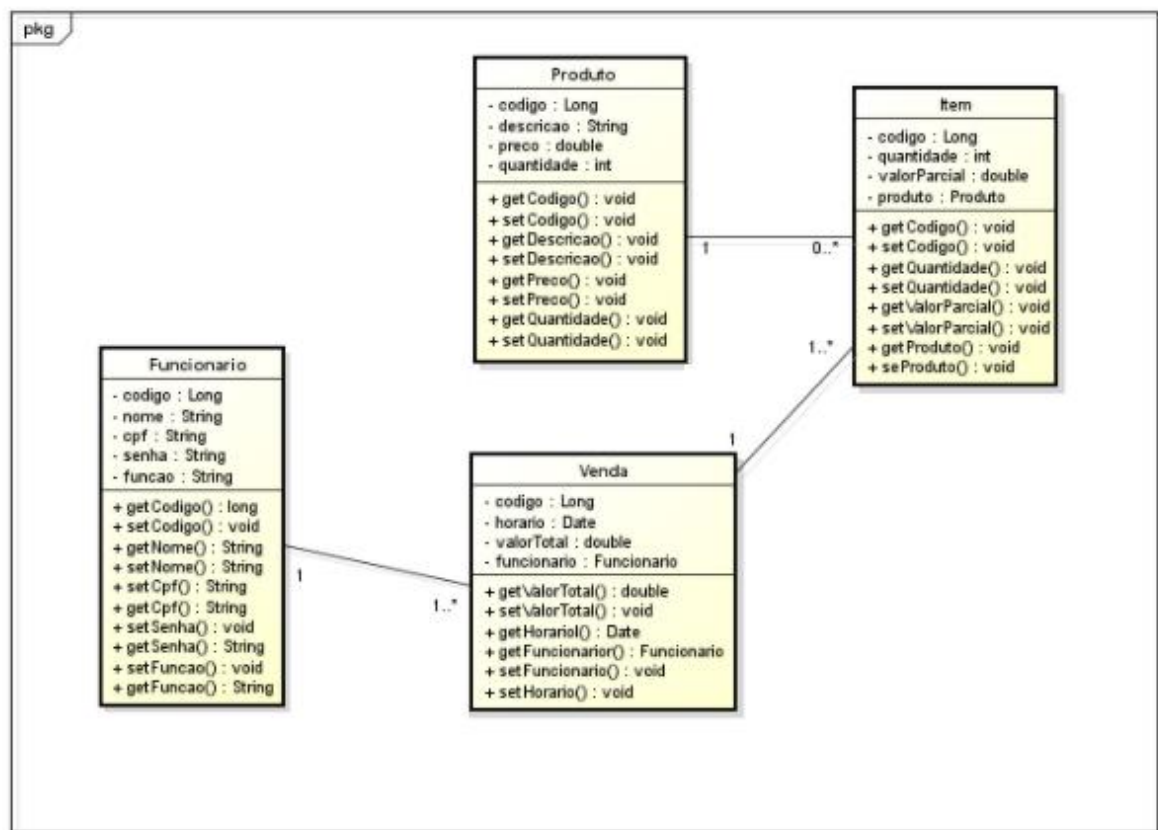 pkg
Produto
- codigo : Long
- descricao : String
- preco : double
- quantidade : int
+ getCodigo() : void
+ setCodigo() : void
+ getDescricao() : void
+ setDescricao() : void
+ getPreco() : void
+ setPreco() : void
+ getQuantidade() : void
+ setQuantidade() : void
Item
- codigo : Long
- quantidade : int
- valorParcial : double
- produto : Produto
+ getCodigo() : void
+ setCodigo() : void
+ getQuantidade() : void
+ setQuantidade() : void
+ getValorParcial() : void
+ setValorParcial() : void
+ getProduto() : void
+ seProduto() : void
1
0..*
1..*
1
Funcionario
- codigo : Long
- nome : String
- cpf : String
- senha : String
- funcao : String
+ getCodigo() : long
+ setCodigo() : void
+ getNome() : String
+ setNome() : String
+ setCpf() : String
+ getCpf() : String
+ setSenha() : void
+ getSenha() : String
+ setFuncao() : void
+ getFuncao() : String
1
1..*
Venda
- codigo : Long
- horario : Date
- valorTotal : double
- funcionario : Funcionario
+ getValorTotal() : double
+ setValorTotal() : void
+ getHorariol() : Date
+ getFuncionarior() : Funcionario
+ setFuncionario() : void
+ setHorario() : void